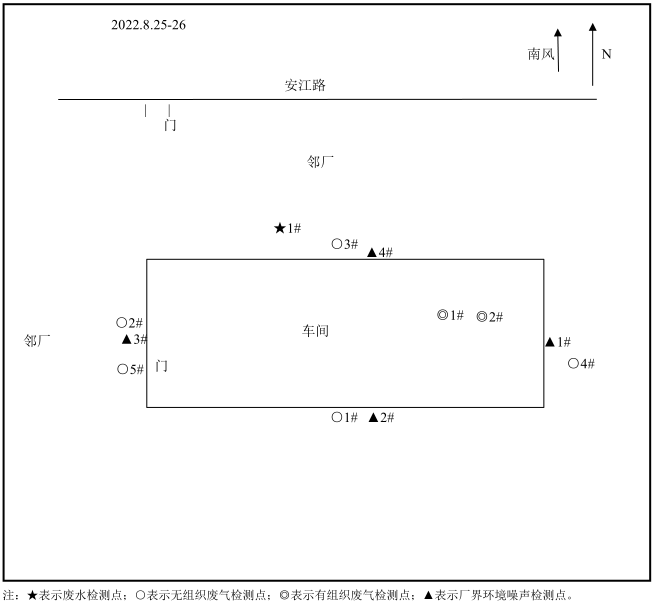 2022.8.25-26
南风 N
安江路
门
邻厂
★1#
○3#
▲4#
○2#
◎1# ◎2#
邻厂
▲3#
车间
▲1#
○5#
门
○4#
○1# ▲2#
注：★表示废水检测点；○表示无组织废气检测点；◎表示有组织废气检测点；▲表示厂界环境噪声检测点。